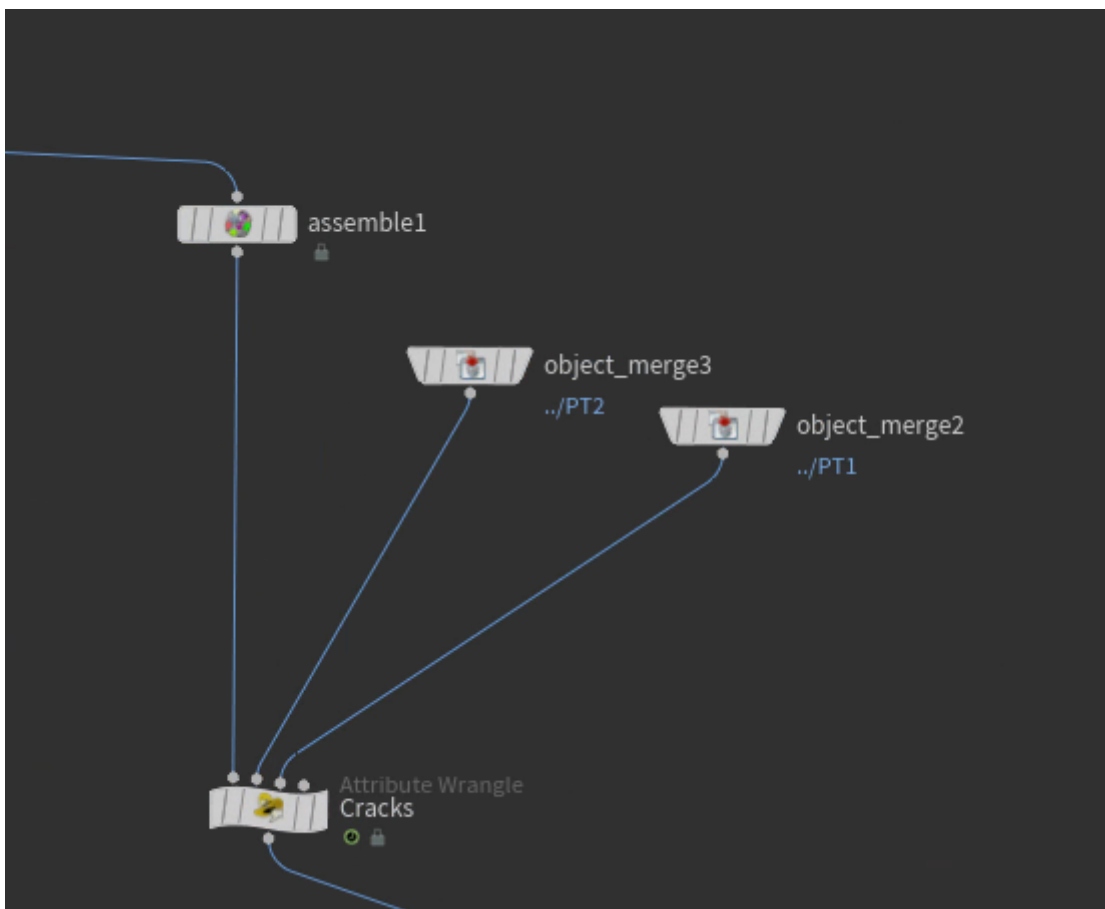 assemble1
object_merge3
../PT2
object_merge2
../PT1
Attribute Wrangle
Cracks